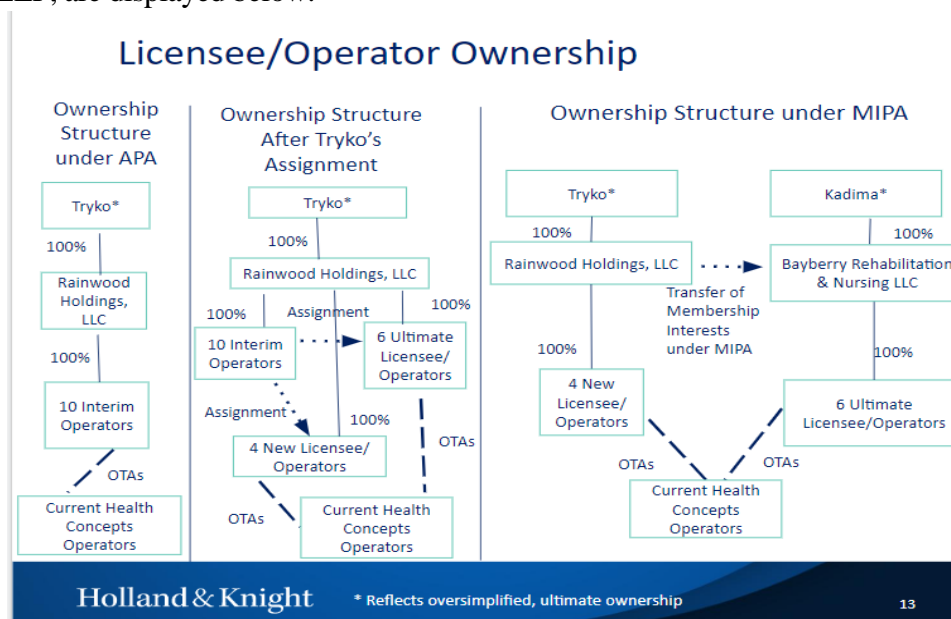 LLP, are displayed below.
Licensee/Operator Ownership
Ownership
Structure
under APA
Tryko*
100%
Rainwood
Holdings,
LLC
100%
10 Interim
Operators
OTAs
Current Health
Concepts
Operators
Ownership Structure
After Tryko's
Assignment
Tryko*
100%
Rainwood Holdings, LLC
100%
Assignment
100%
10 Interim
Operators
6 Ultimate
Licensee/
Operators
Assignment
100%
4 New Licensee/
Operators
OTAs
OTAs
Current Health
Concepts
Operators
Ownership Structure under MIPA
Tryko*
Kadima*
100%
100%
Rainwood Holdings, LLC
Bayberry Rehabilitation
& Nursing LLC
Transfer of
Membership
Interests
under MIPA
100%
100%
4 New
Licensee/
Operators
6 Ultimate
Licensee/Operators
OTAs
OTAs
Current Health
Concepts
Operators
Holland & Knight
* Reflects oversimplified, ultimate ownership
13